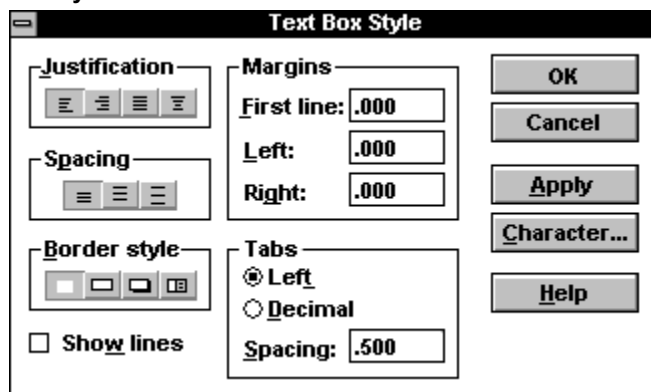 Text Box Style
Justification
Spacing
Border style
Show lines
Margins
First line: .000
Left: .000
Right: .000
Tabs
Left
Decimal
Spacing: .500
OK
Cancel
Apply
Character...
Help